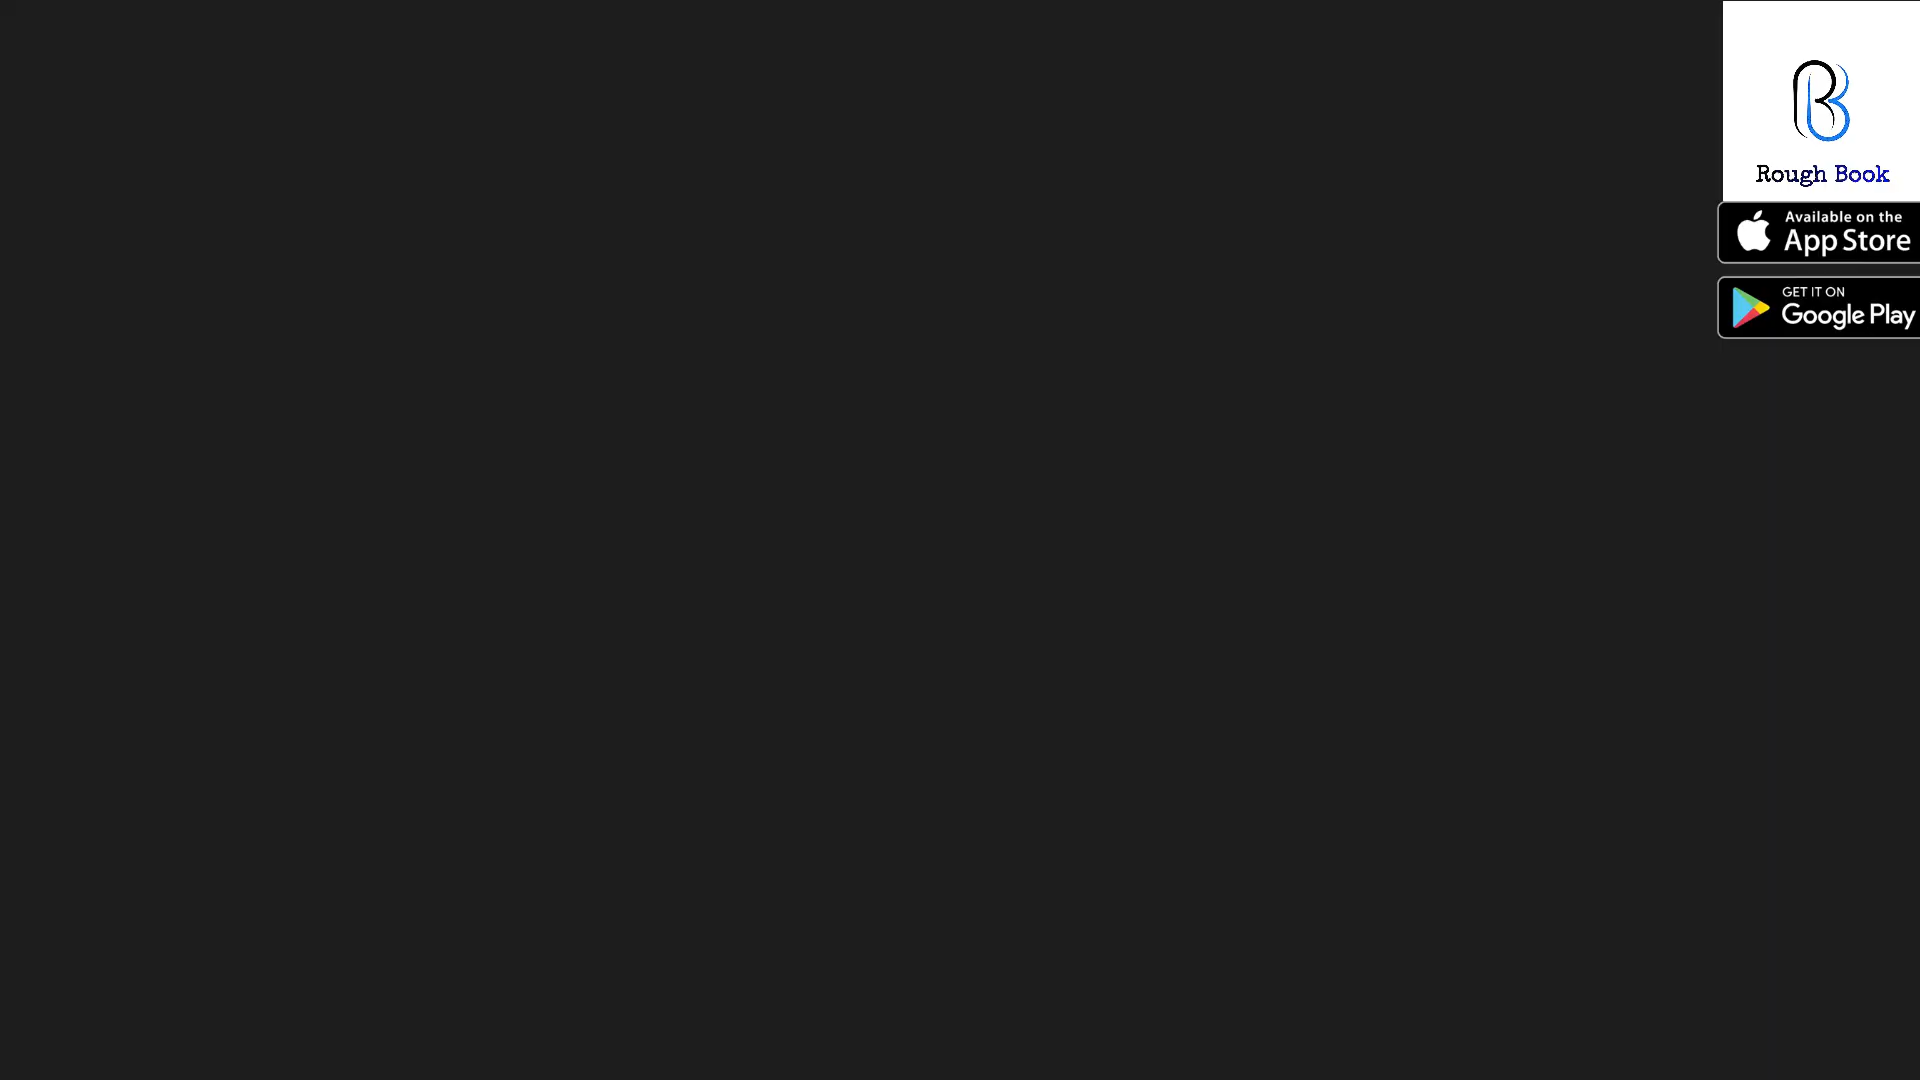 Rough Book
Available on the
App Store
GET IT ON
Google Play